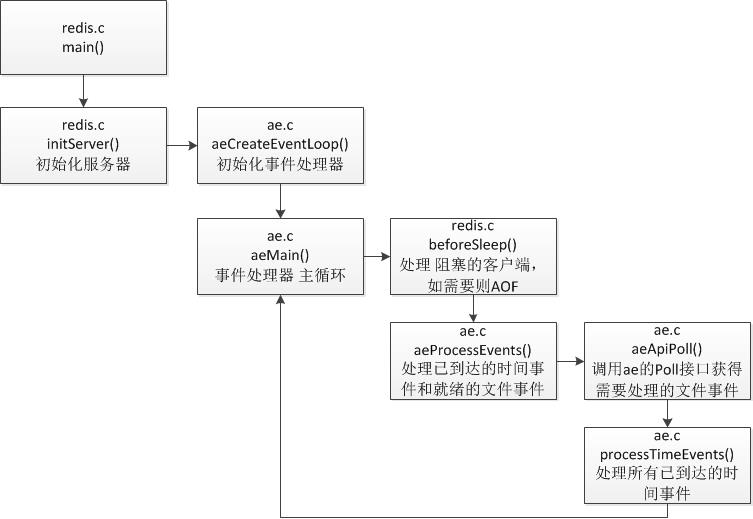 redis.c
main()
redis.c
initServer()
初始化服务器
ae.c
aeCreateEventLoop()
初始化事件处理器
ae.c
aeMain()
事件处理器 主循环
redis.c
beforeSleep()
处理 阻塞的客户端，
如需要则AOF
ae.c
aeProcessEvents()
处理已到达的时间事
件和就绪的文件事件
ae.c
aeApiPoll()
调用ae的Poll接口获得
需要处理的文件事件
ae.c
processTimeEvents()
处理所有已到达的时
间事件